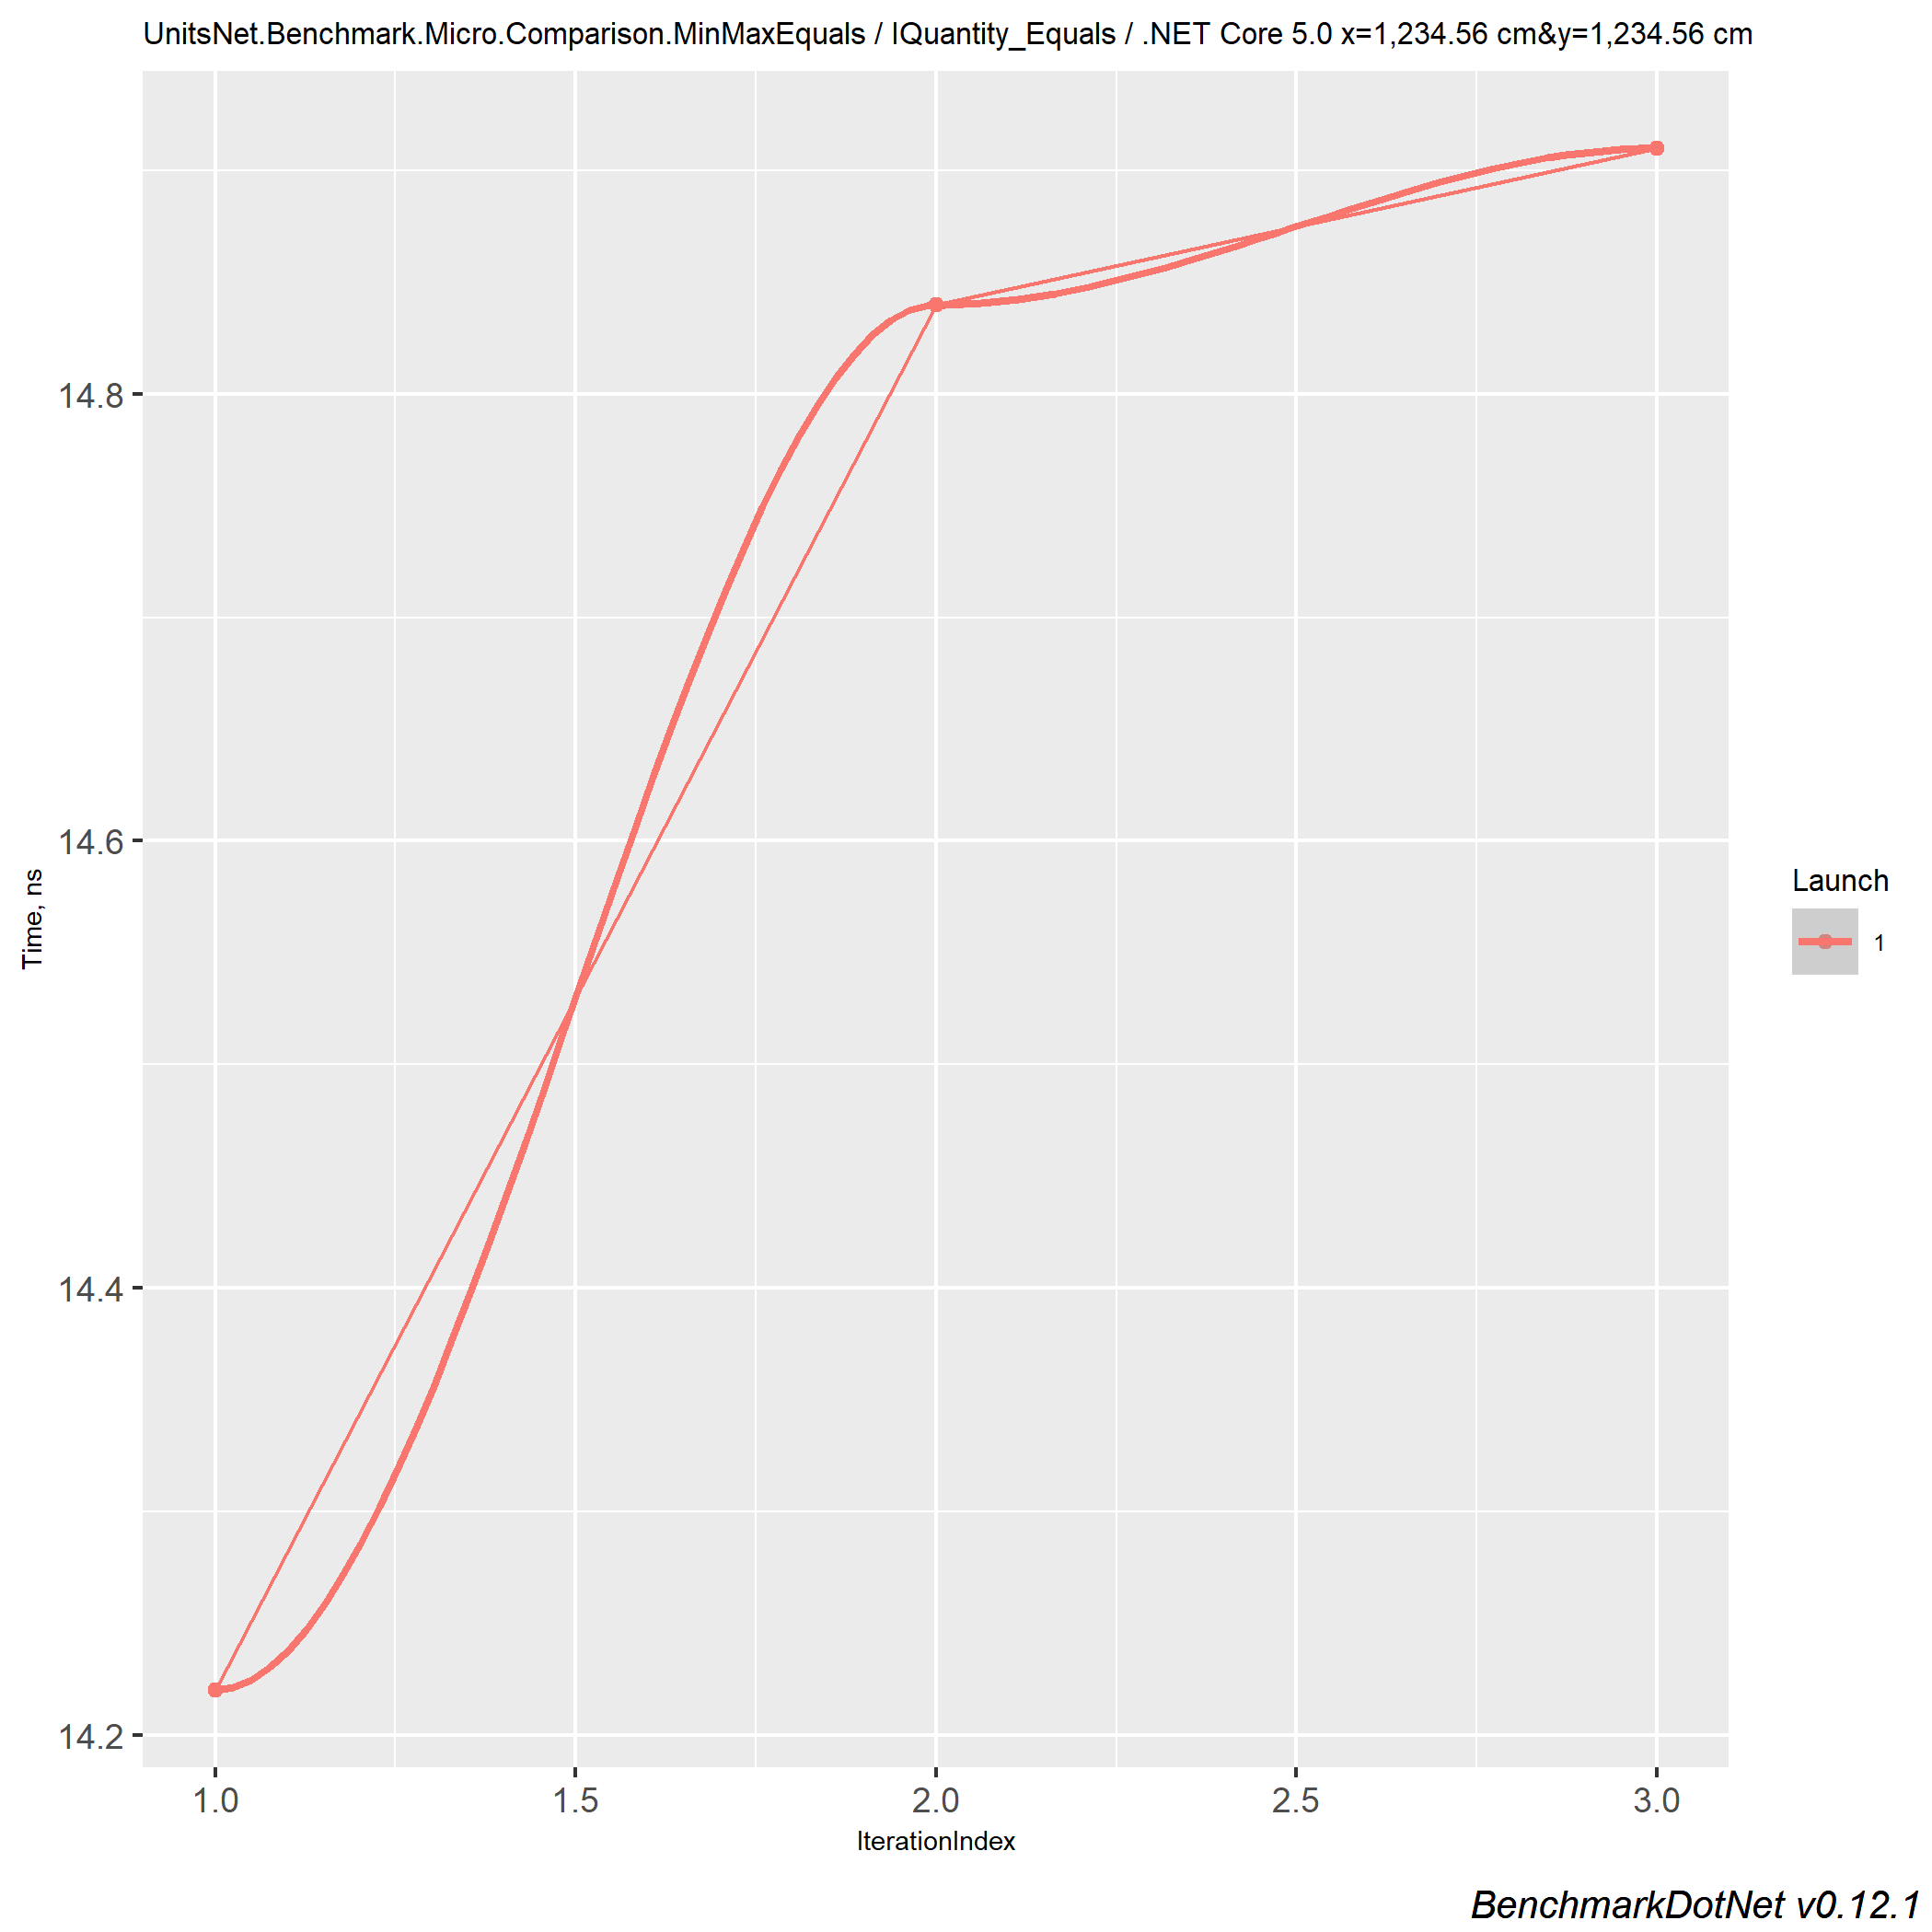 UnitsNet.Benchmark.Micro.Comparison.MinMaxEquals / IQuantity_Equals / .NET Core 5.0 x=1,234.56 cm&y=1,234.56 cm
14.8
14.6
14.4
14.2
Time, ns
1.0 1.5 2.0 2.5 3.0
IterationIndex
Launch
1
BenchmarkDotNet v0.12.1